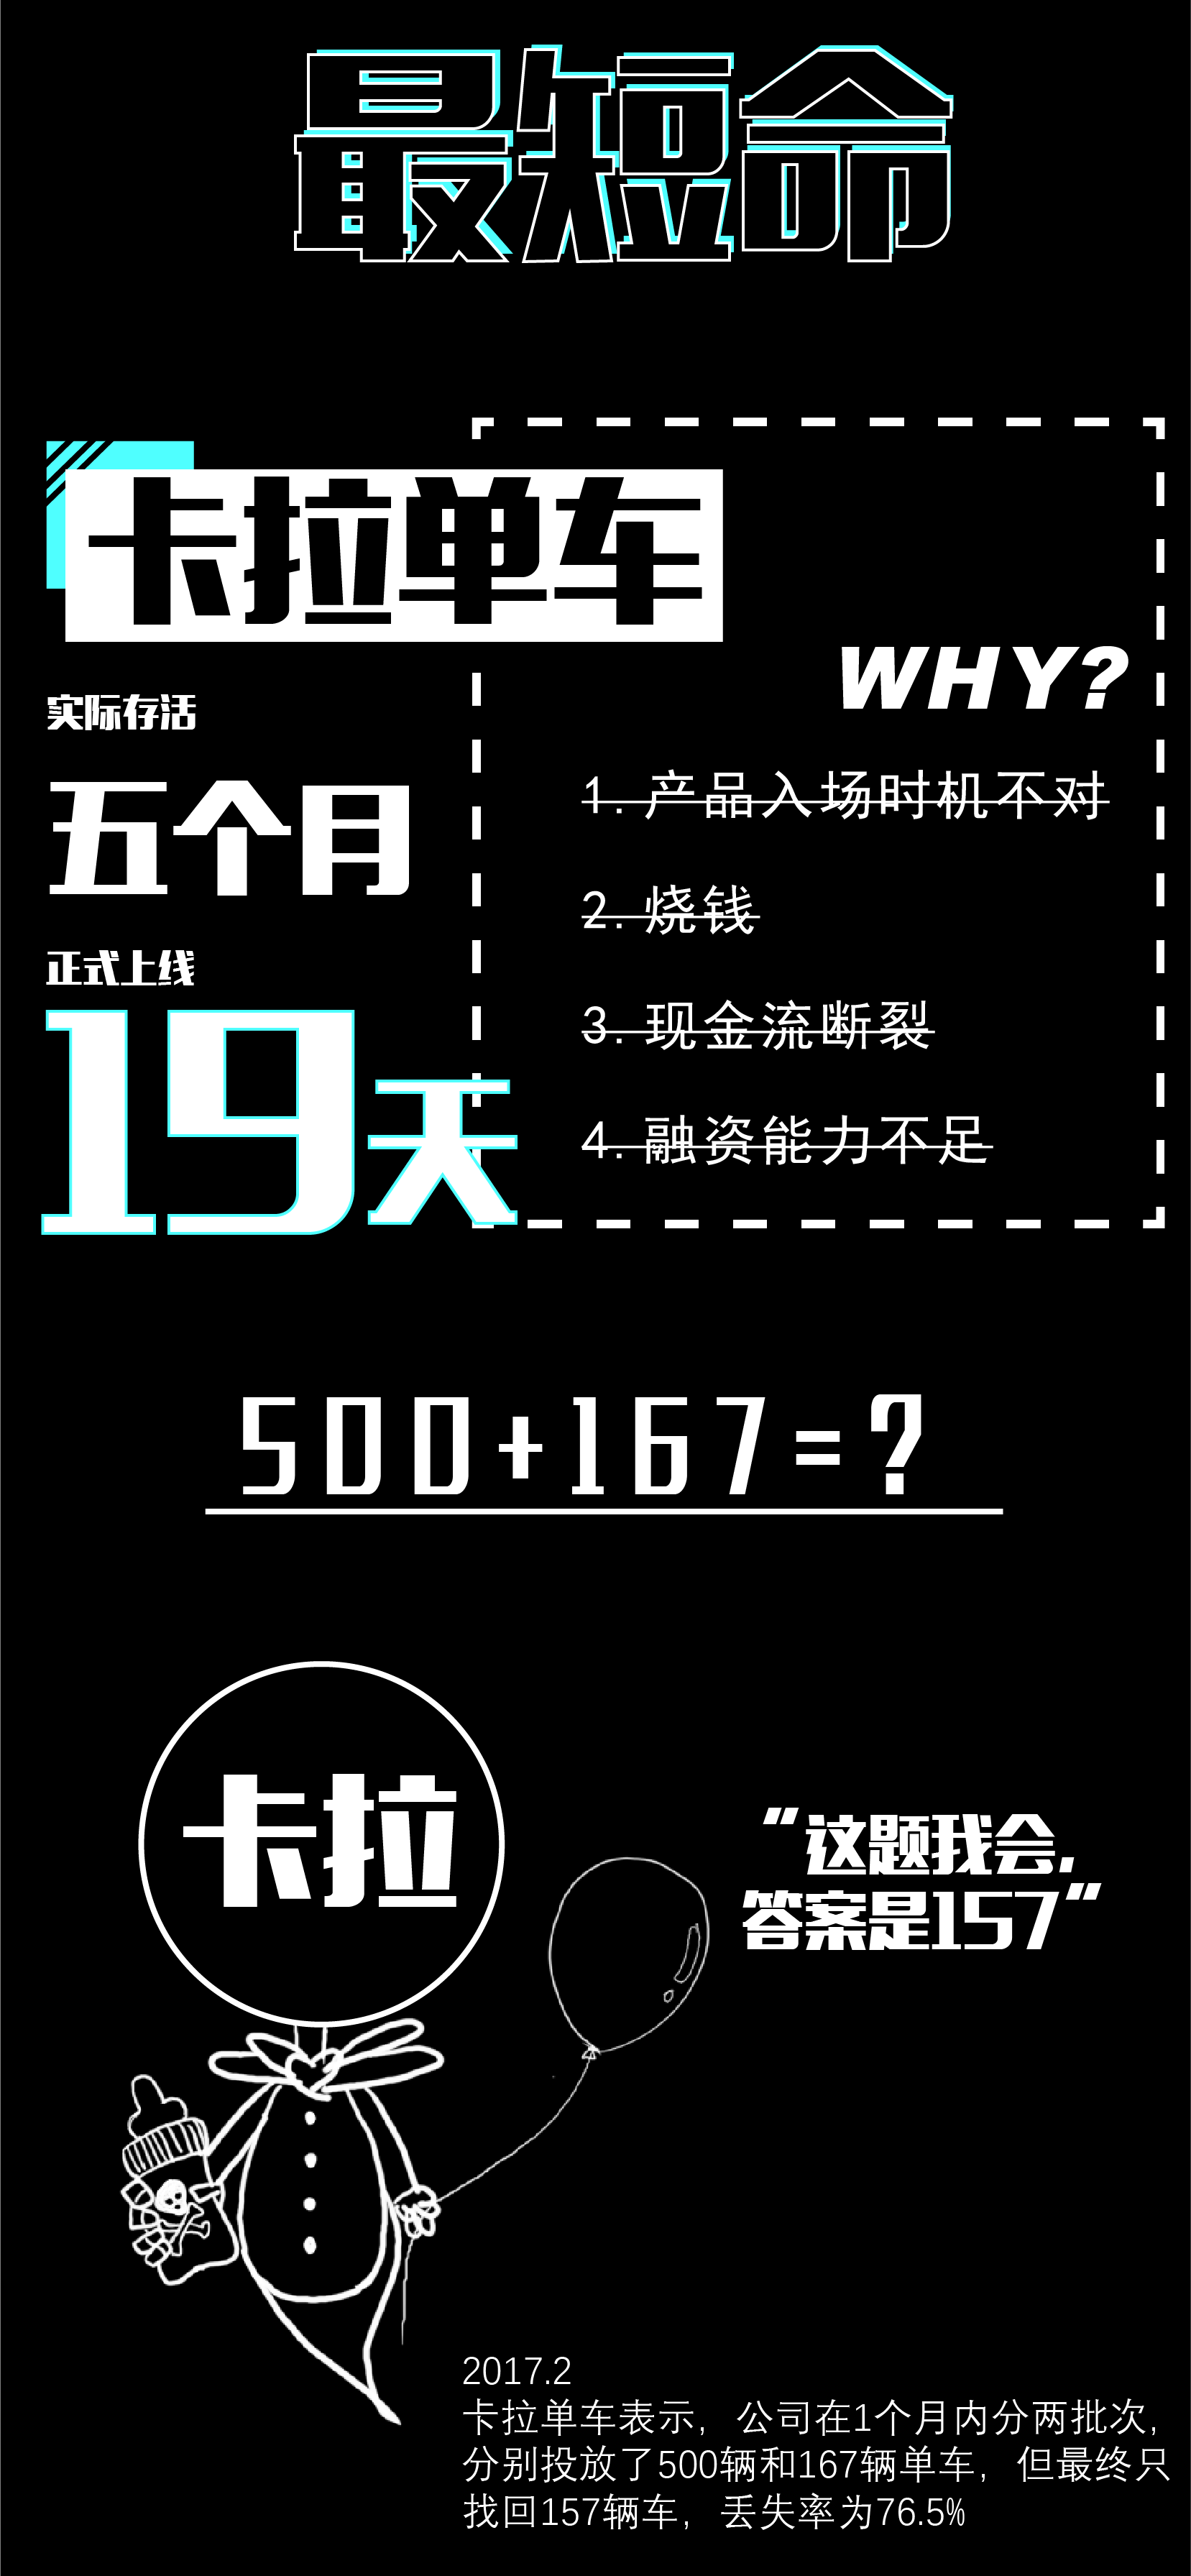 最短命
卡拉单车
实际存活
五个月
正式上线
19天
WHY?
1. 产品入场时机不对
2. 烧钱
3. 现金流断裂
4. 融资能力不足
500+167=?
卡拉
"这题我会,
答案是157"
2017.2
卡拉单车表示，公司在1个月内分两批次，
分别投放了500辆和167辆单车，但最终只
找回157辆车，丢失率为76.5%